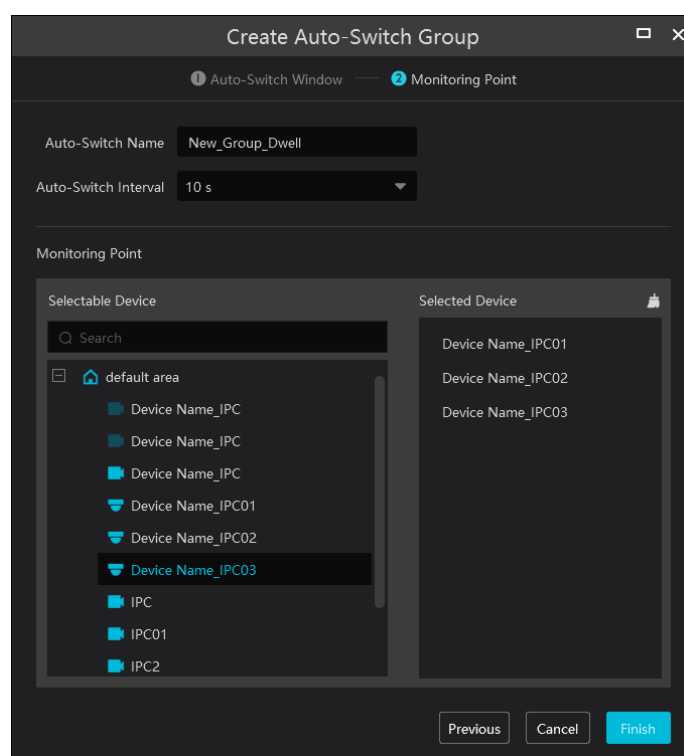 Create Auto-Switch Group
1 Auto-Switch Window
2 Monitoring Point
Auto-Switch Name New_Group_Dwell
Auto-Switch Interval 10 s
Monitoring Point
Selectable Device
Search
default area
Device Name_IPC
Device Name_IPC
Device Name_IPC
Device Name_IPC01
Device Name_IPC02
Device Name_IPC03
IPC
IPC01
IPC2
Selected Device
Device Name_IPC01
Device Name_IPC02
Device Name_IPC03
Previous Cancel Finish